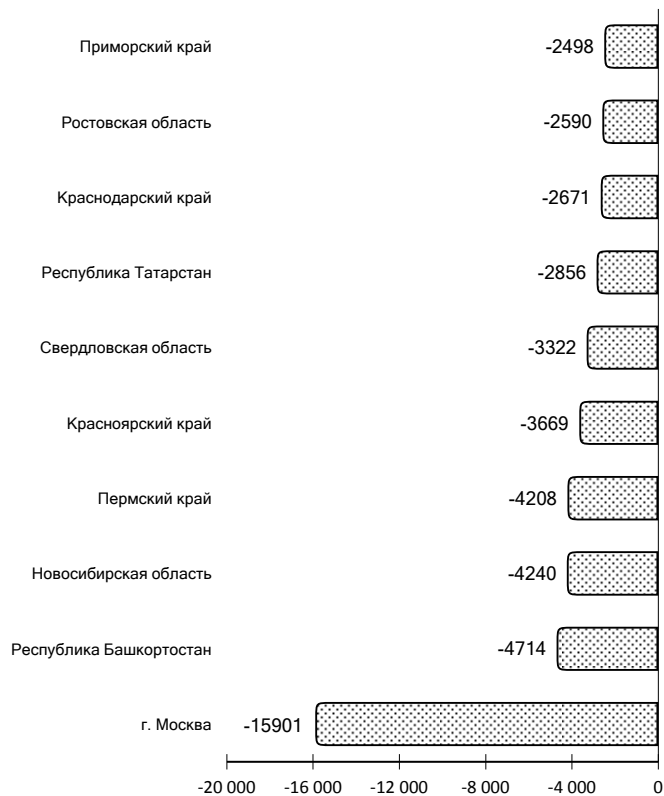 Приморский край -2498
Ростовская область -2590
Краснодарский край -2671
Республика Татарстан -2856
Свердловская область -3322
Красноярский край -3669
Пермский край -4208
Новосибирская область -4240
Республика Башкортостан -4714
г. Москва -15901
-20 000 -16 000 -12 000 -8 000 -4 000 0